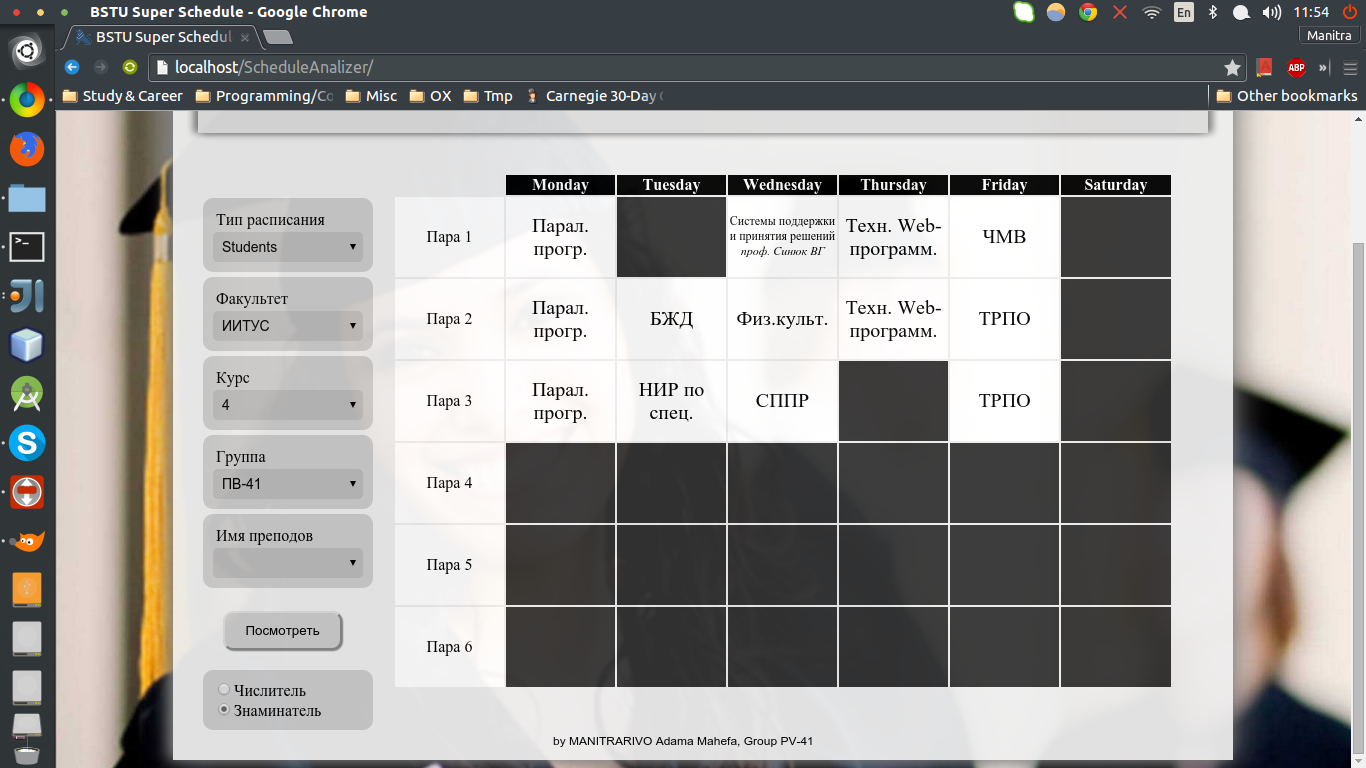 BSTU Super Schedule - Google Chrome
En
11:54
BSTU Super Schedul
Manitra
localhost/ScheduleAnalizer/
ABP
Study & Career
Programming/Co
Misc
OX
Tmp
Carnegie 30-Day
Other bookmarks
Monday Tuesday Wednesday Thursday Friday Saturday
Тип расписания
Students
Факультет
ИИТУС
Курс
4
Группа
ПВ-41
Имя преподов
Посмотреть
Числитель
Знаминатель
Пара 1
Парал.
прогр.
Системы поддержки
и принятия решений
проф. Синюк ВГ
Техн. Web-
программ.
ЧМВ
Пара 2
Парал.
прогр.
БЖД
Физ.культ.
Техн. Web-
программ.
ТРПО
Пара 3
Парал.
прогр.
НИР по
спец.
СППР
ТРПО
Пара 4
Пара 5
Пара 6
by MANITRARIVO Adama Mahefa, Group PV-41